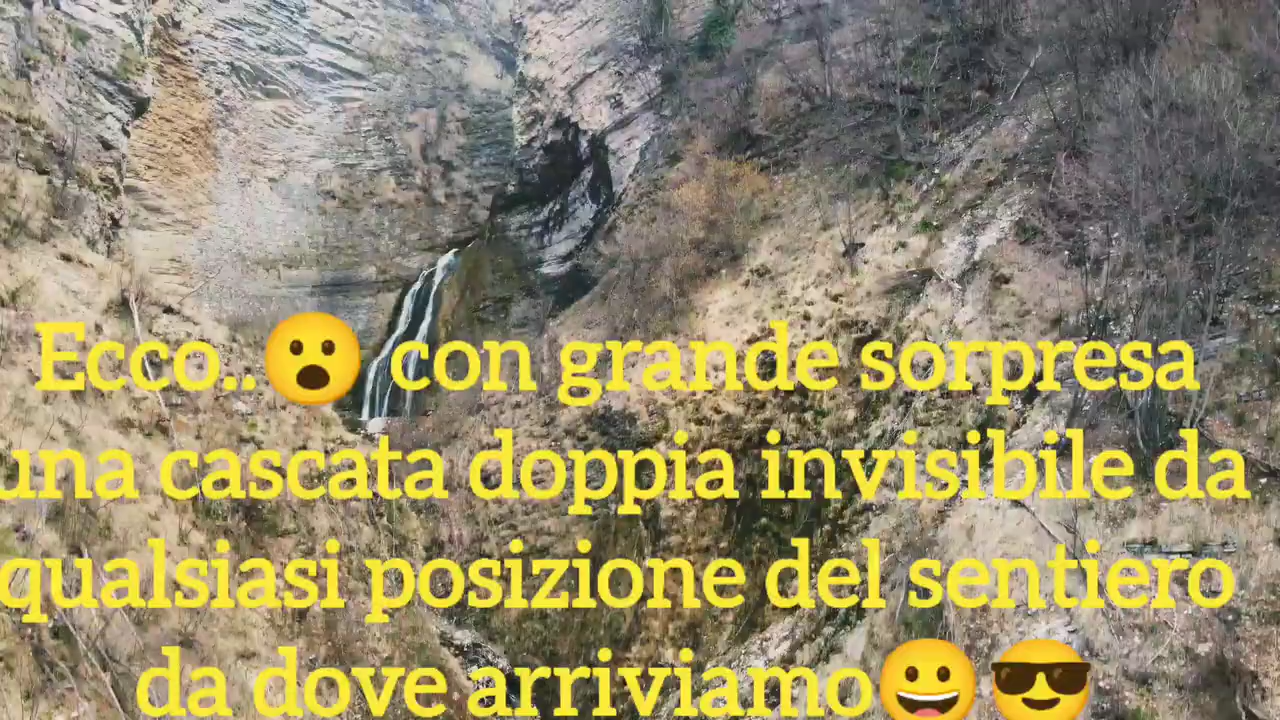 Ecco..😮 con grande sorpresa
una cascata doppia invisibile da
qualsiasi posizione del sentiero
da dove arriviamo😀😎